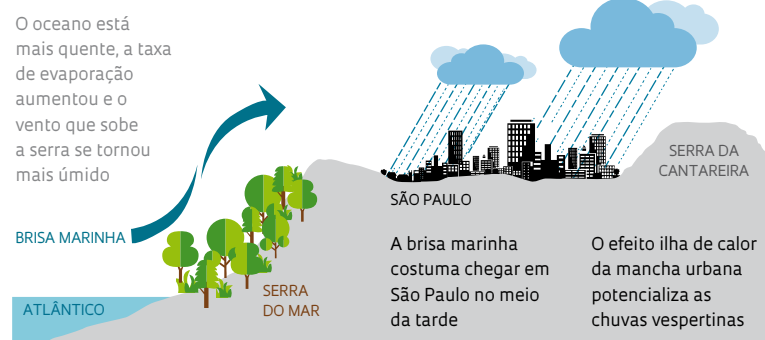 O oceano está
mais quente, a taxa
de evaporação
aumentou e o
vento que sobe
a serra se tornou
mais úmido
BRISA MARINHA
ATLÂNTICO
SERRA
DO MAR
SÃO PAULO
A brisa marinha
costuma chegar em
São Paulo no meio
da tarde
SERRA DA
CANTAREIRA
O efeito ilha de calor
da mancha urbana
potencializa as
chuvas vespertinas